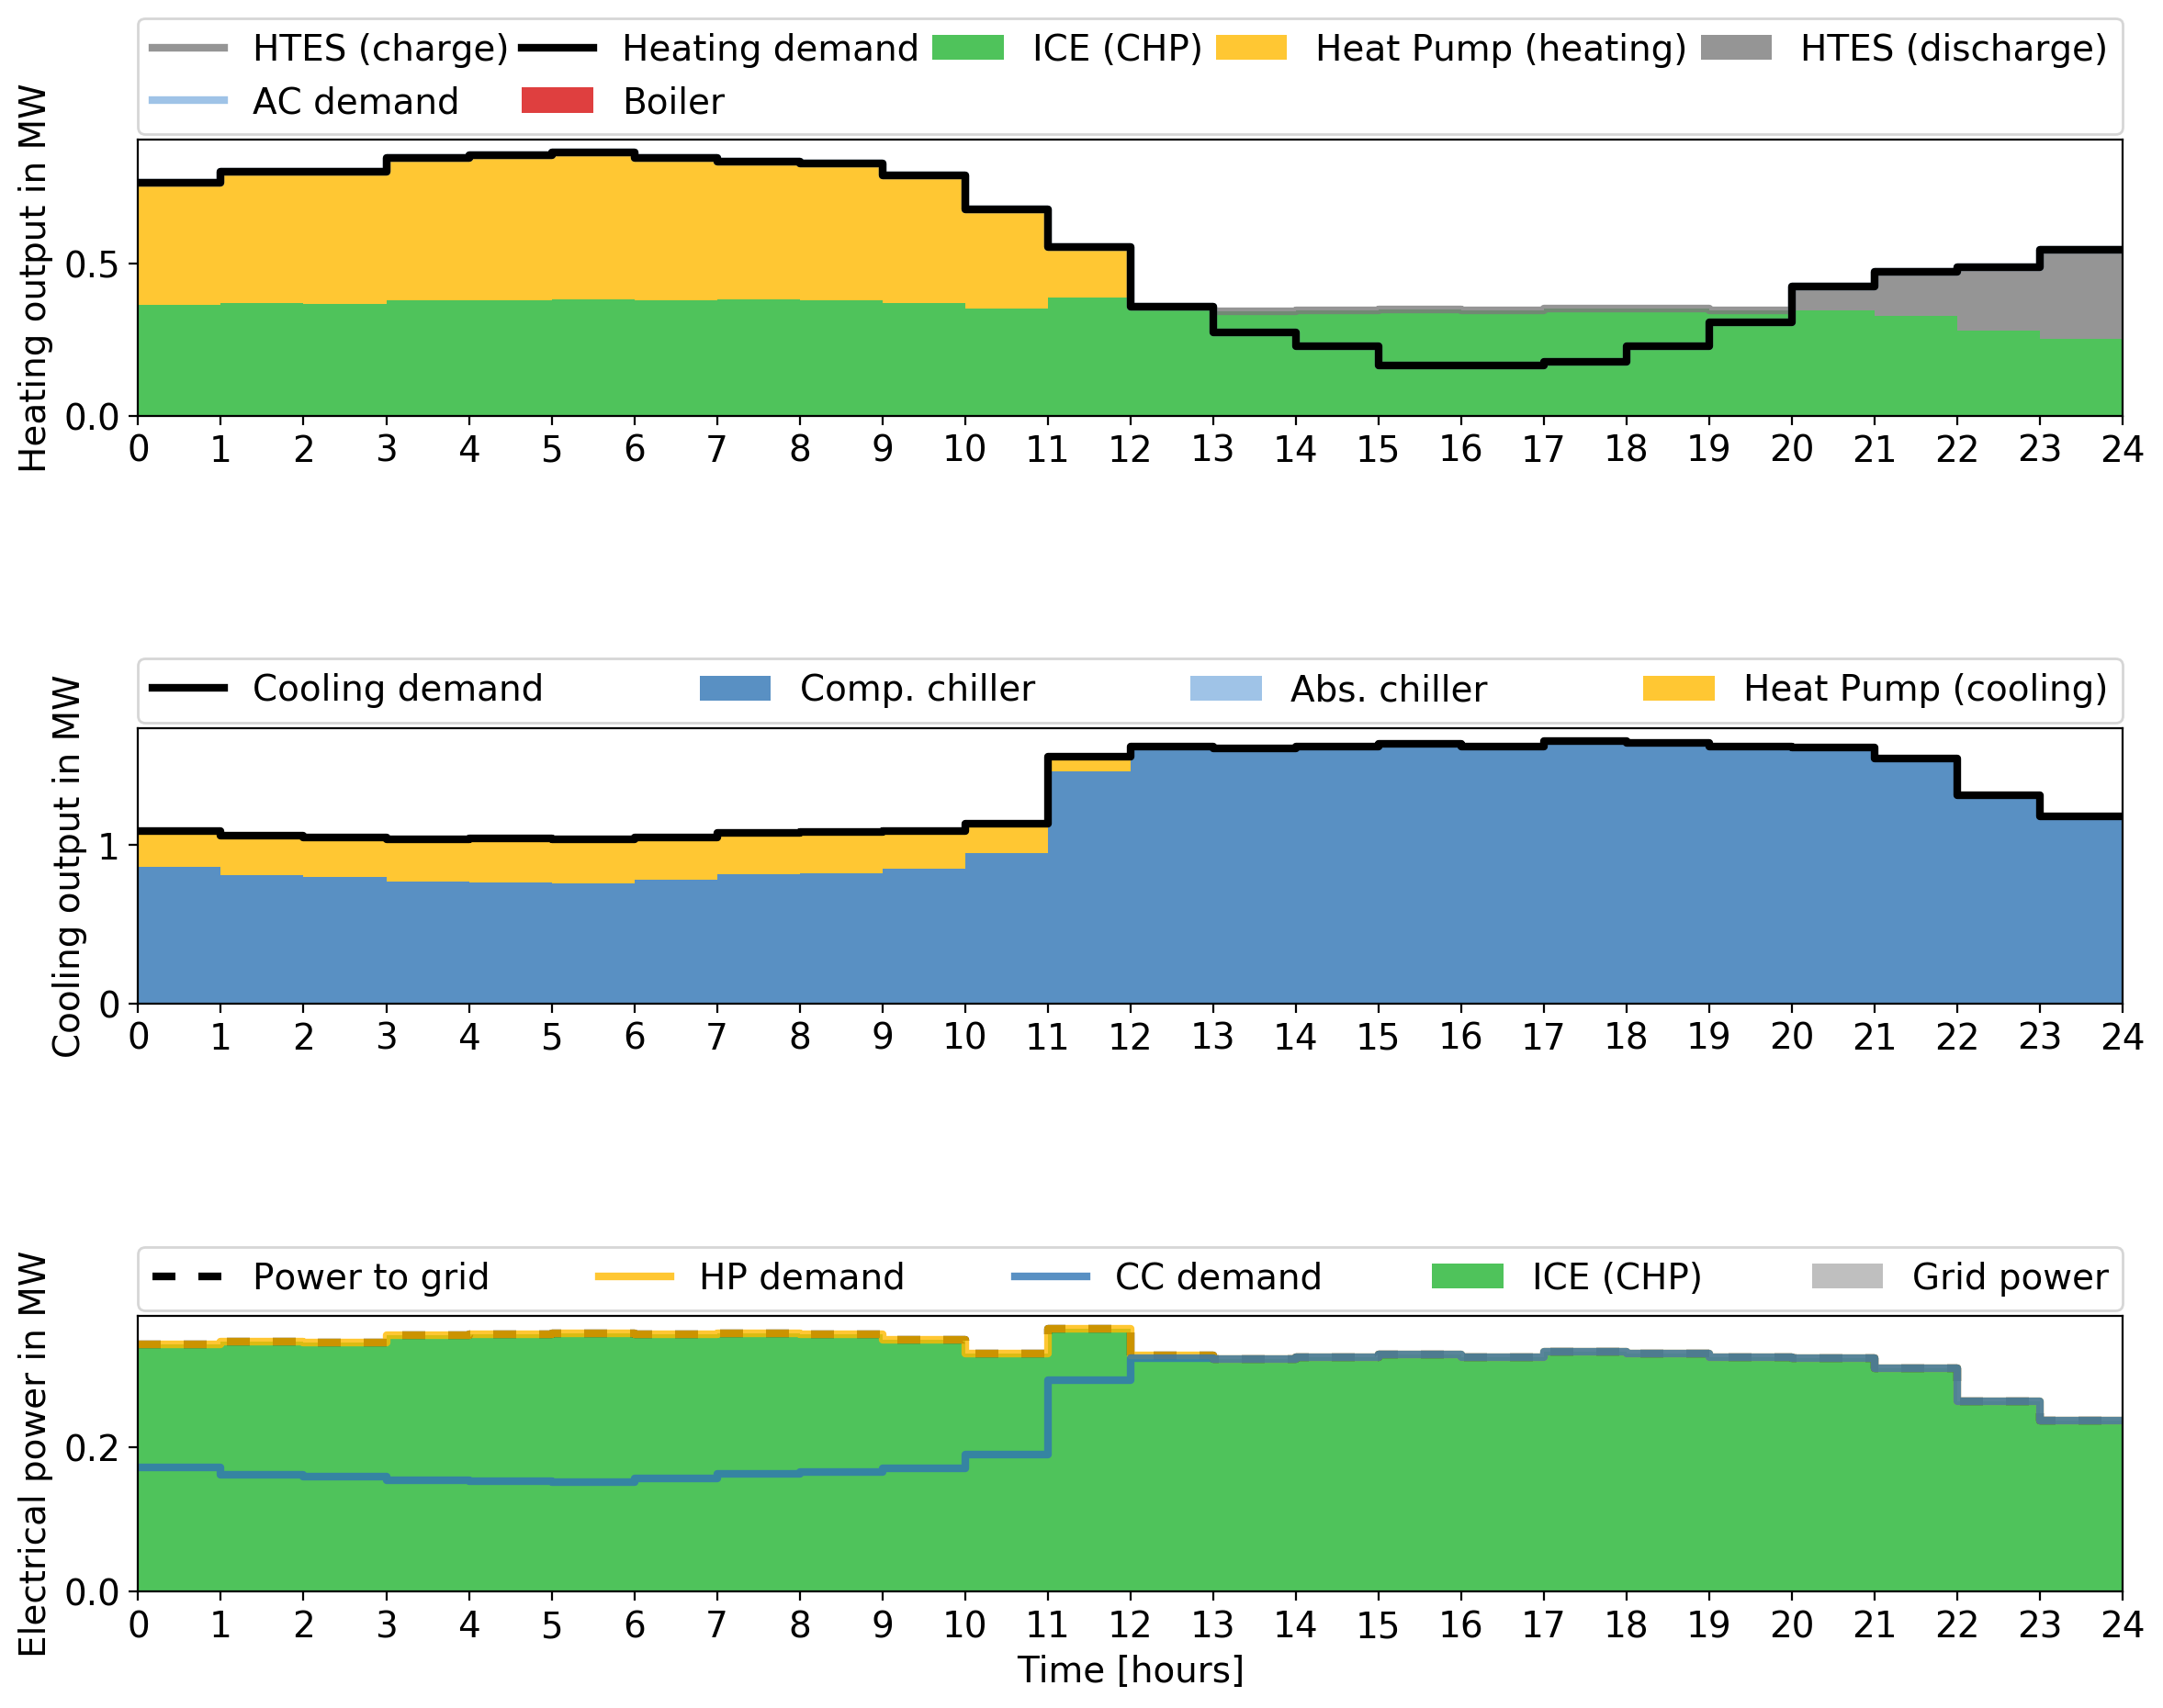 HTES (charge) Heating demand ICE (CHP) Heat Pump (heating) HTES (discharge)
AC demand Boiler
Heating output in MW
0.5
0.0
0 1 2 3 4 5 6 7 8 9 10 11 12 13 14 15 16 17 18 19 20 21 22 23 24
Cooling demand Comp. chiller Abs. chiller Heat Pump (cooling)
Cooling output in MW
1
0
0 1 2 3 4 5 6 7 8 9 10 11 12 13 14 15 16 17 18 19 20 21 22 23 24
Power to grid HP demand CC demand ICE (CHP) Grid power
Electrical power in MW
0.2
0.0
0 1 2 3 4 5 6 7 8 9 10 11 12 13 14 15 16 17 18 19 20 21 22 23 24
Time [hours]